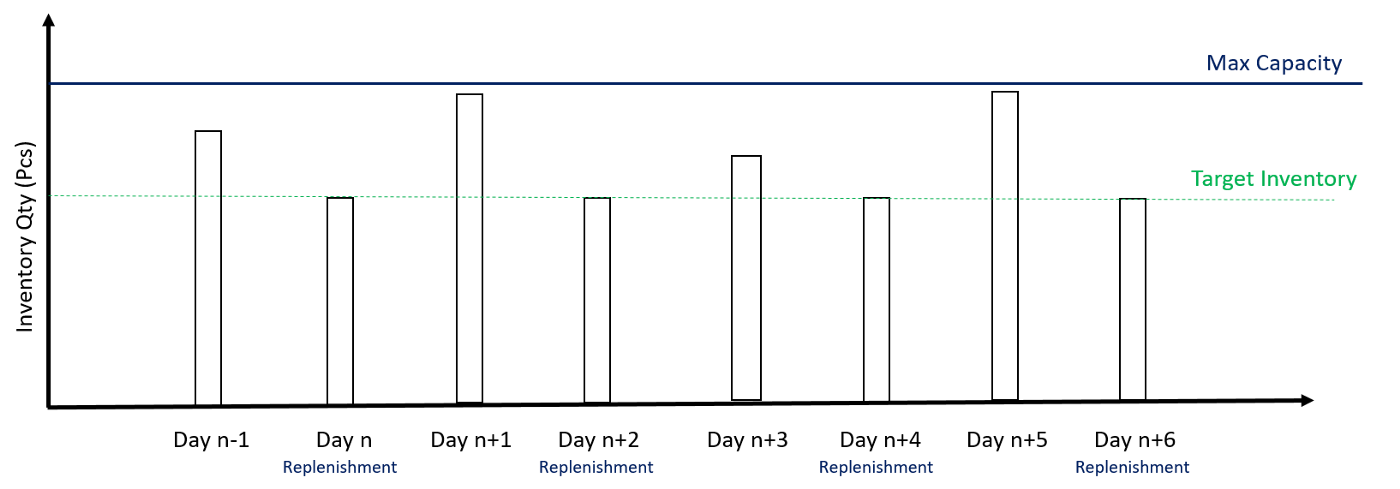 Max Capacity
Target Inventory
Inventory Qty (Pcs)
Day n-1
Day n
Day n+1
Day n+2
Day n+3
Day n+4
Day n+5
Day n+6
Replenishment
Replenishment
Replenishment
Replenishment